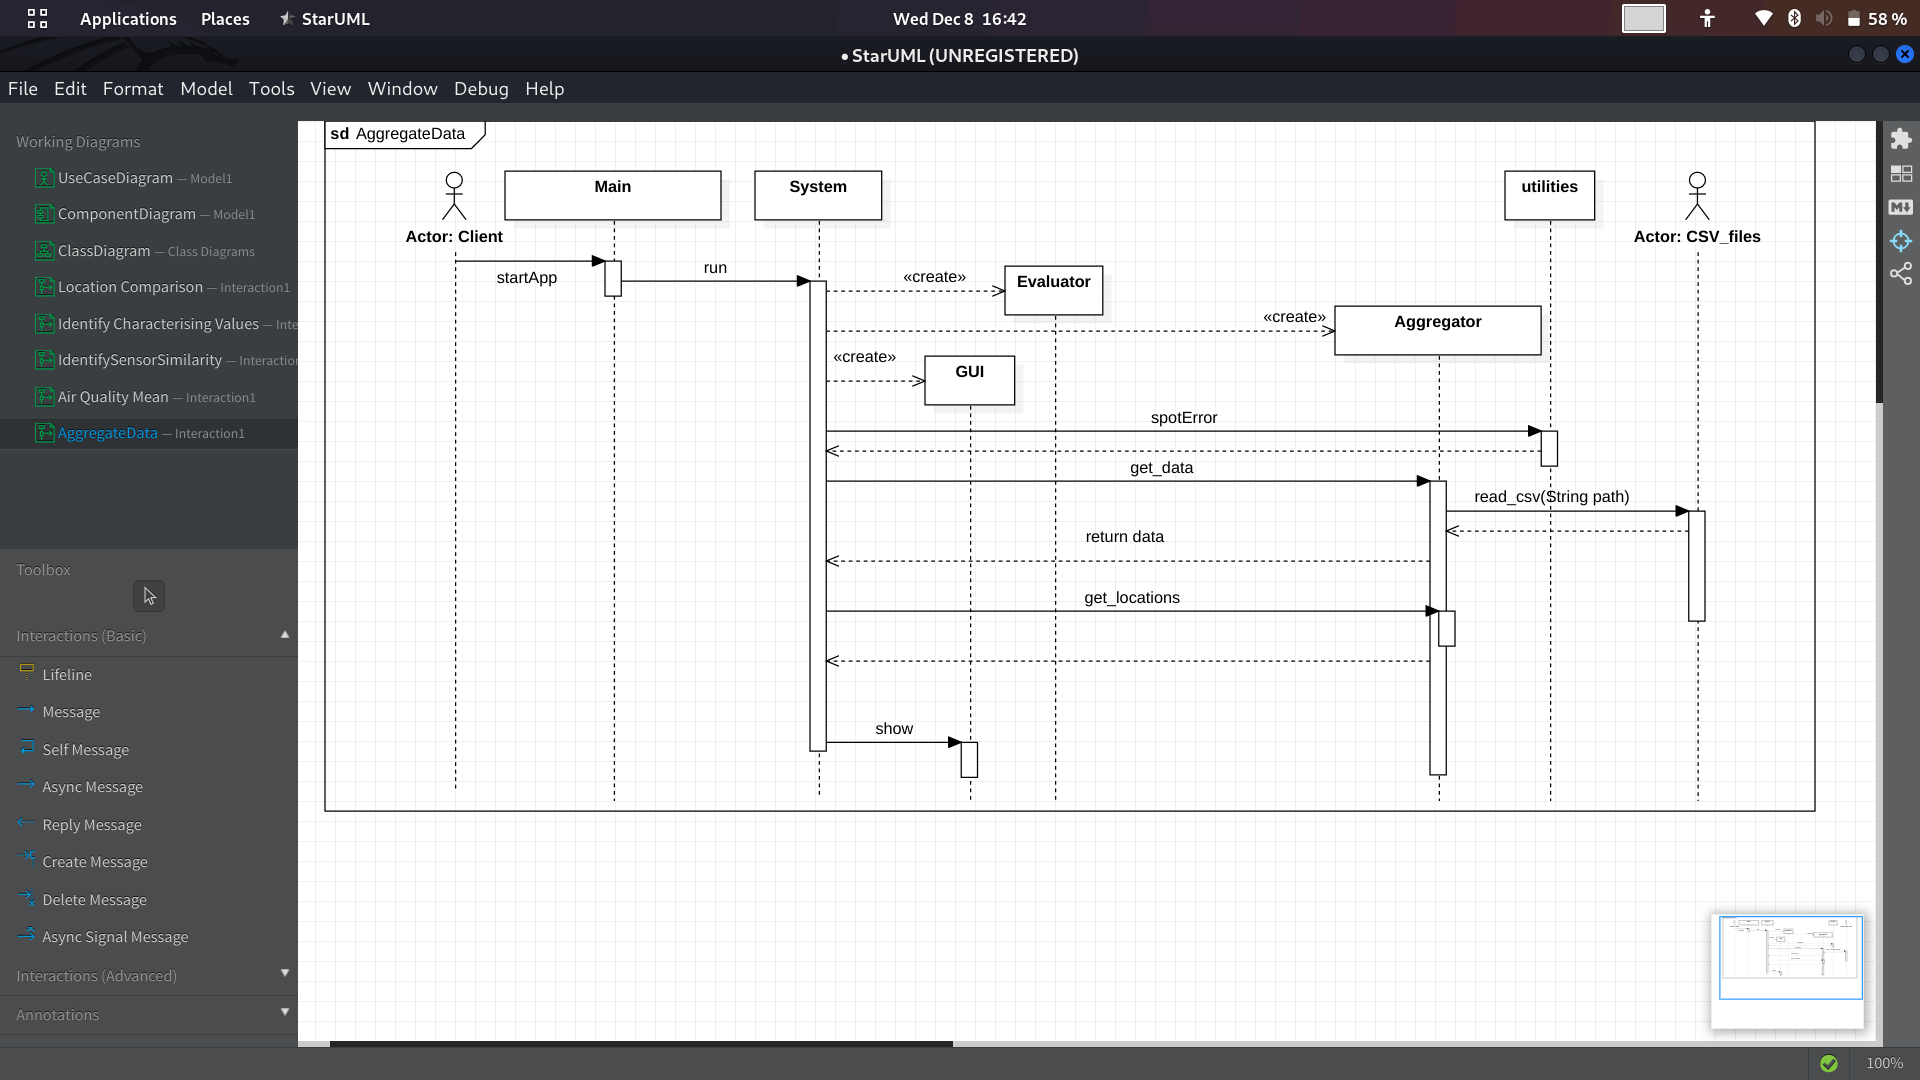 Applications Places StarUML
Wed Dec 8 16:42
58 %
• StarUML (UNREGISTERED)
File Edit Format Model Tools View Window Debug Help
Working Diagrams
UseCaseDiagram — Model1
ComponentDiagram — Model1
ClassDiagram — Class Diagrams
Location Comparison — Interaction1
Identify Characterising Values — Inte
IdentifySensorSimilarity — Interaction
Air Quality Mean — Interaction1
AggregateData — Interaction1
Toolbox
Interactions (Basic)
Lifeline
Message
Self Message
Async Message
Reply Message
Create Message
Delete Message
Async Signal Message
Interactions (Advanced)
Annotations
sd AggregateData
Main
System
utilities
Actor: Client
Actor: CSV_files
startApp
run
«create»
Evaluator
«create»
Aggregator
«create»
GUI
spotError
get_data
read_csv(String path)
return data
get_locations
show
M
100%